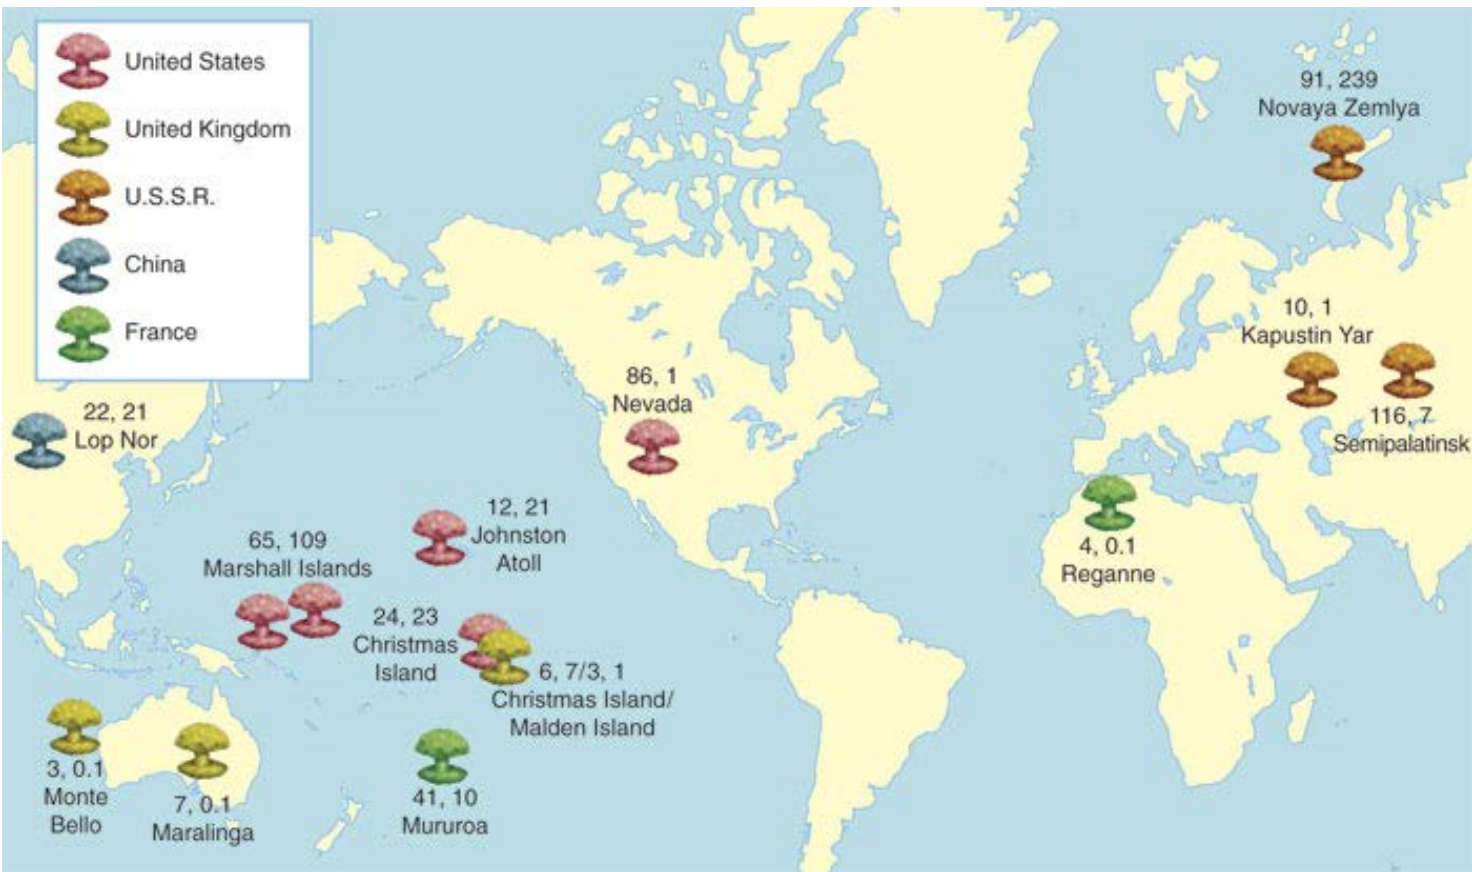 United States
United Kingdom
U.S.S.R.
China
France
91, 239
Novaya Zemlya
10, 1
Kapustin Yar
116, 7
Semipalatinsk
86, 1
Nevada
22, 21
Lop Nor
4, 0.1
Reganne
12, 21
Johnston
Atoll
65, 109
Marshall Islands
24, 23
Christmas
Island
6, 7/3, 1
Christmas Island/
Malden Island
3, 0.1
Monte
Bello
7, 0.1
Maralinga
41, 10
Mururoa